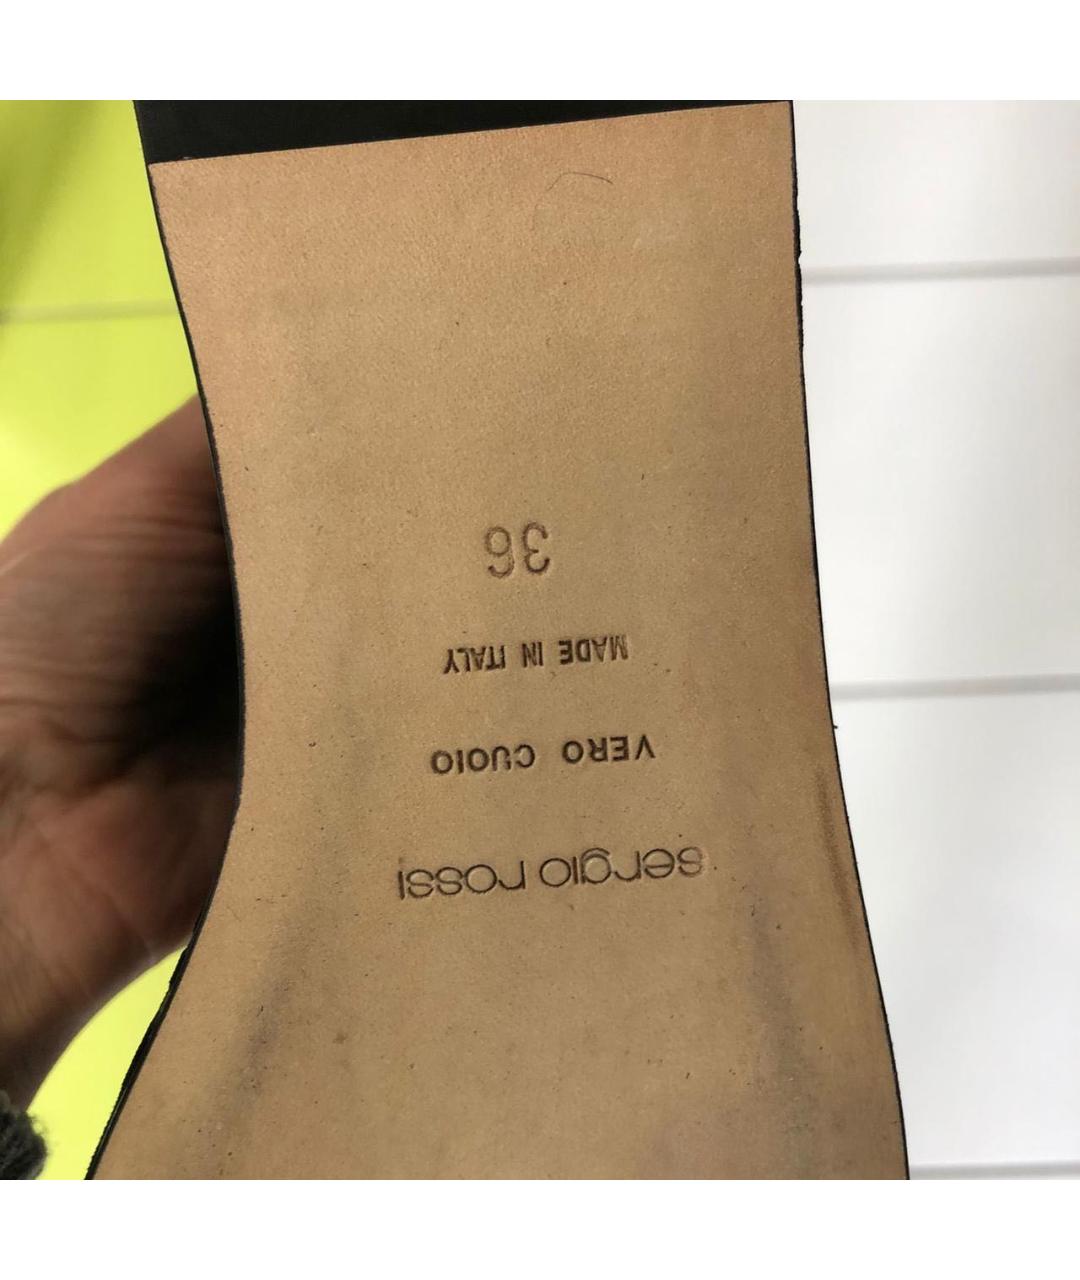 sergio rossi
VERO CUOIO
MADE IN ITALY
36